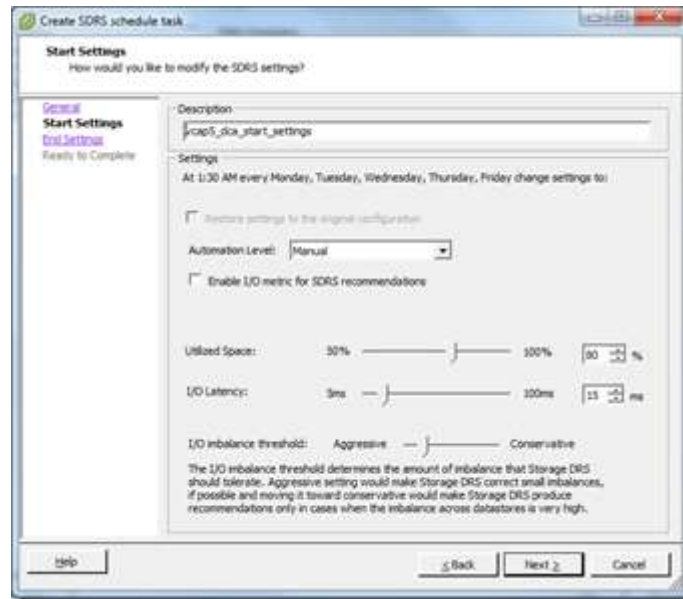 Create SDRS schedule task
Start Settings
How would you like to modify the SDRS settings?
General
Start Settings
End Settings
Ready to Complete
Description
vcap5_dca_start_settings
Settings
At 1:30 AM every Monday, Tuesday, Wednesday, Thursday, Friday change settings to:
Restore settings to the original configuration
Automation Level: Manual
Enable I/O metric for SDRS recommendations
Utilized Space: 50% 100% 80 %
I/O Latency: 5ms 100ms 15 ms
I/O imbalance threshold: Aggressive Conservative
The I/O imbalance threshold determines the amount of imbalance that Storage DRS
should tolerate. Aggressive setting would make Storage DRS correct small imbalances,
if possible and moving it toward conservative would make Storage DRS produce
recommendations only in cases when the imbalance across datastores is very high.
Help < Back Next > Cancel